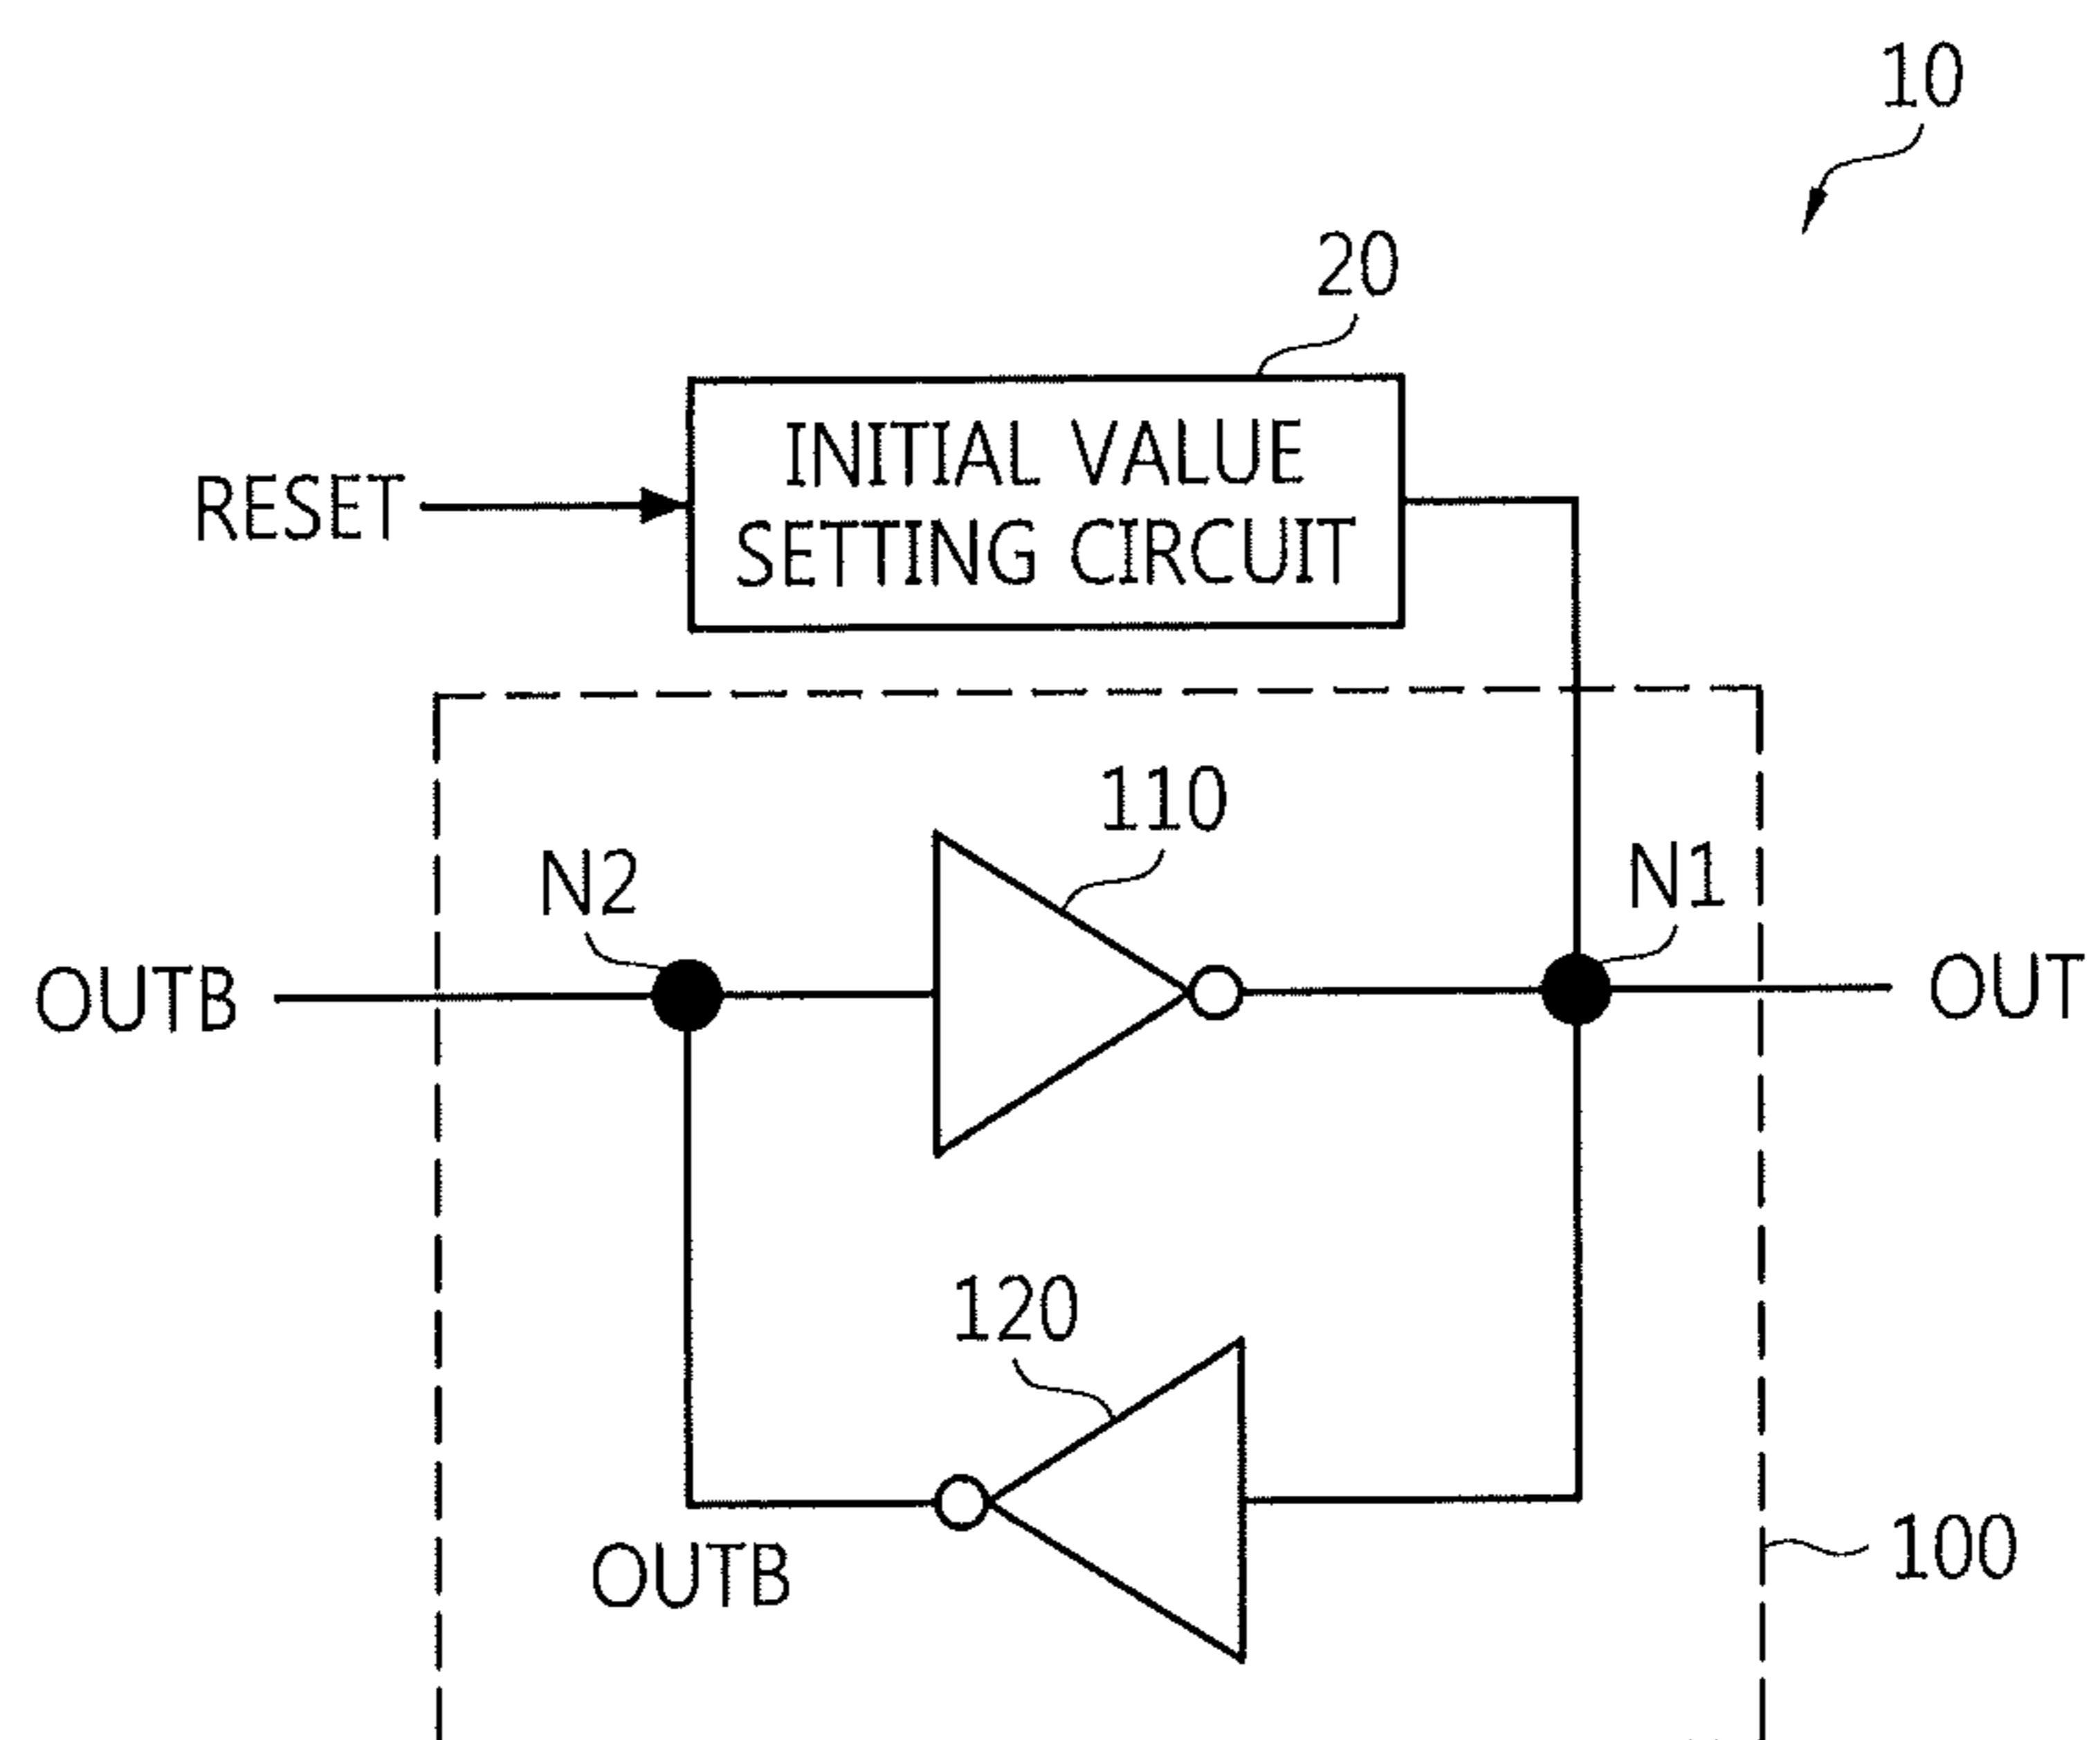 10
20
INITIAL VALUE
SETTING CIRCUIT
RESET
110
N2
N1
OUTB
OUT
120
OUTB
100